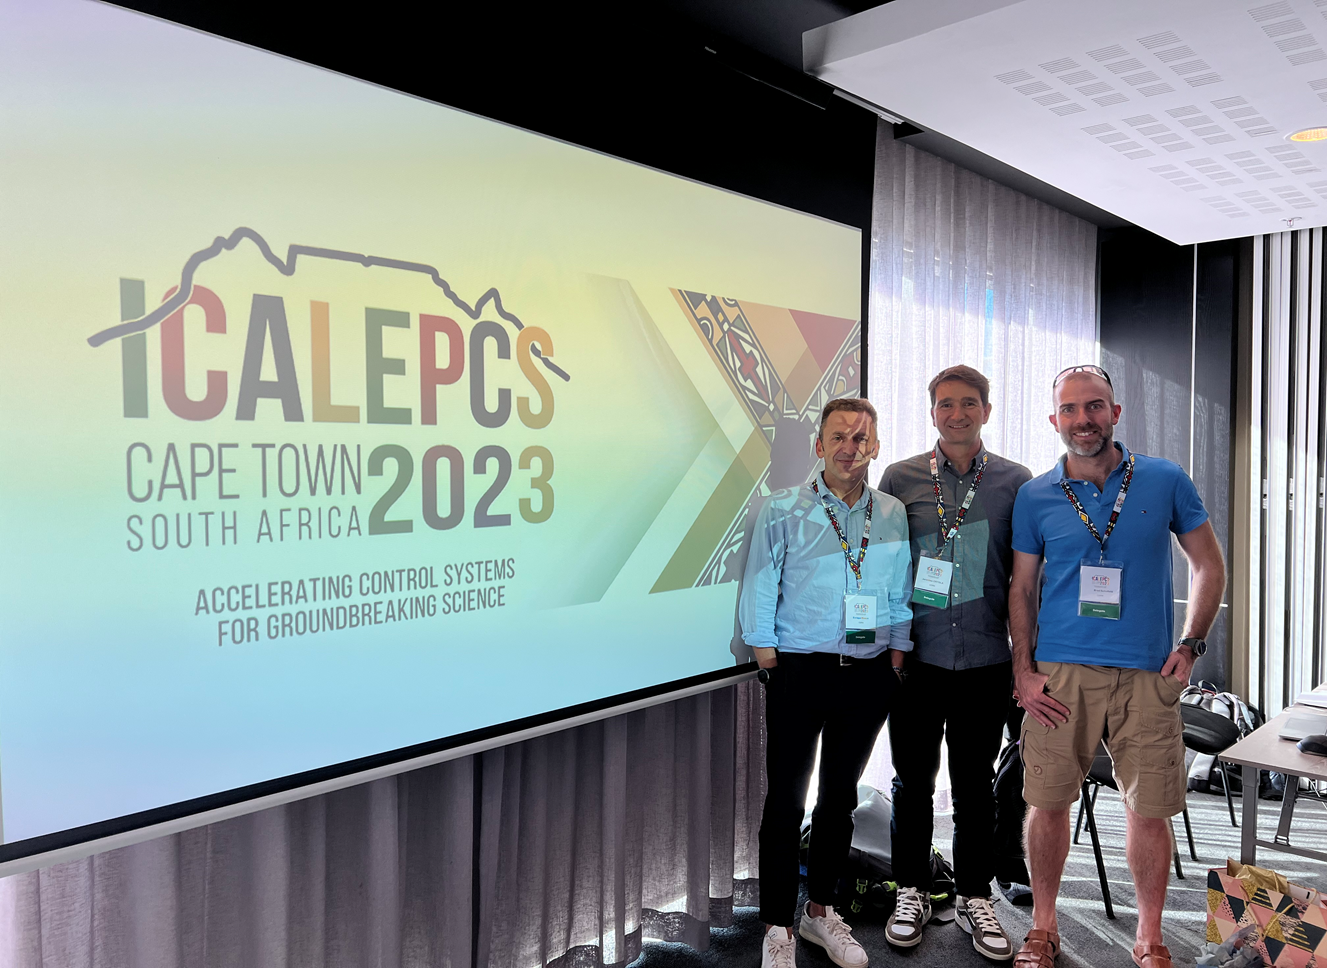 ICALEPCS
CAPE TOWN
SOUTH AFRICA
2023
ACCELERATING CONTROL SYSTEMS
FOR GROUNDBREAKING SCIENCE